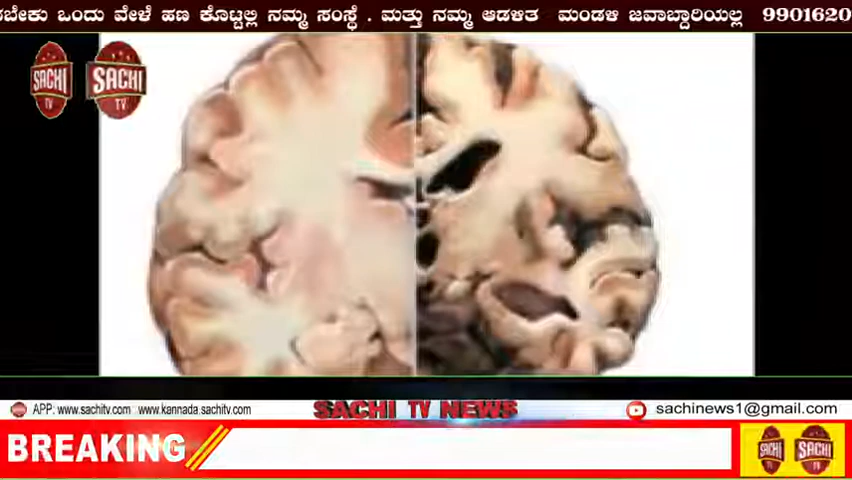 ಬೇಕು ಒಂದು ವೇಳೆ ಹಣ ಕೊಟ್ಟಲ್ಲಿ ನಮ್ಮ ಸಂಸ್ಥೆ . ಮತ್ತು ನಮ್ಮ ಆಡಳಿತ ಮಂಡಳಿ ಜವಾಬ್ದಾರಿಯಲ್ಲ 9901620
SACHI TV SACHI TV
APP: www.sachitv.com www.kannada.sachitv.com SACHI TV NEWS sachinews1@gmail.com
BREAKING SACHI TV SACHI TV